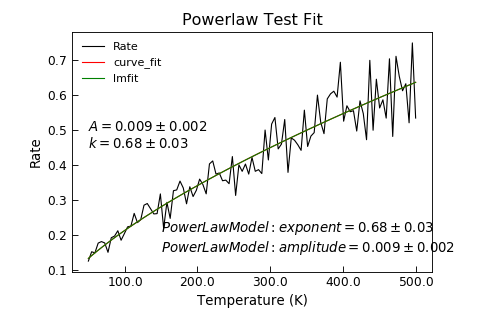 Powerlaw Test Fit
Rate
curve_fit
lmfit
A = 0.009 ± 0.002
k = 0.68 ± 0.03
PowerLawModel : exponent = 0.68 ± 0.03
PowerLawModel : amplitude = 0.009 ± 0.002
Rate
0.7
0.6
0.5
0.4
0.3
0.2
0.1
100.0 200.0 300.0 400.0 500.0
Temperature (K)